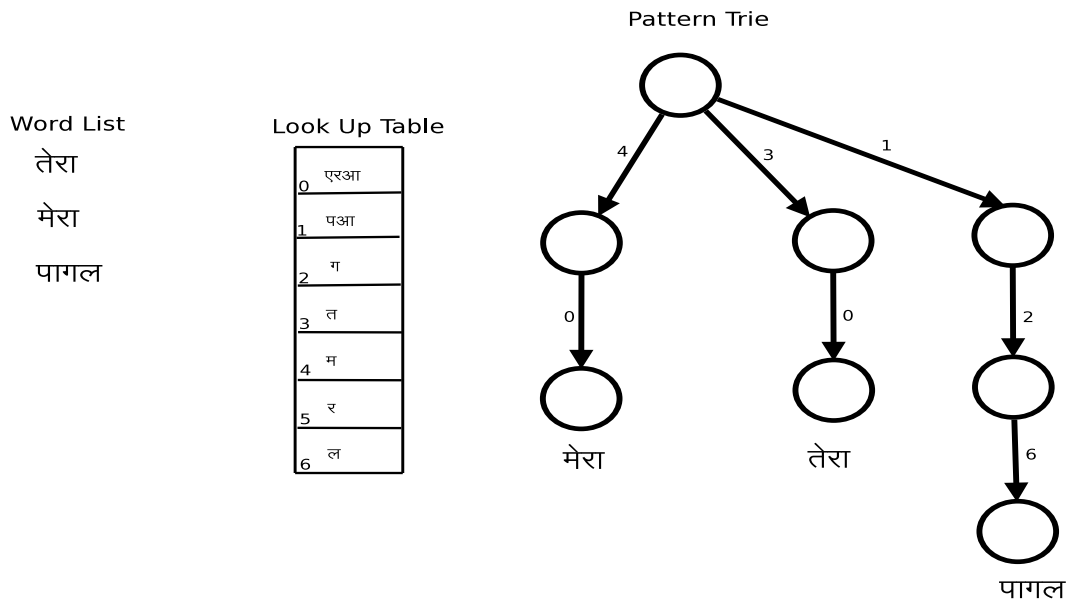 Pattern Trie
Word List
तेरा
मेरा
पागल
Look Up Table
0 एरआ
1 पआ
2 ग
3 त
4 म
5 र
6 ल
4
3
1
0
0
2
6
मेरा
तेरा
पागल